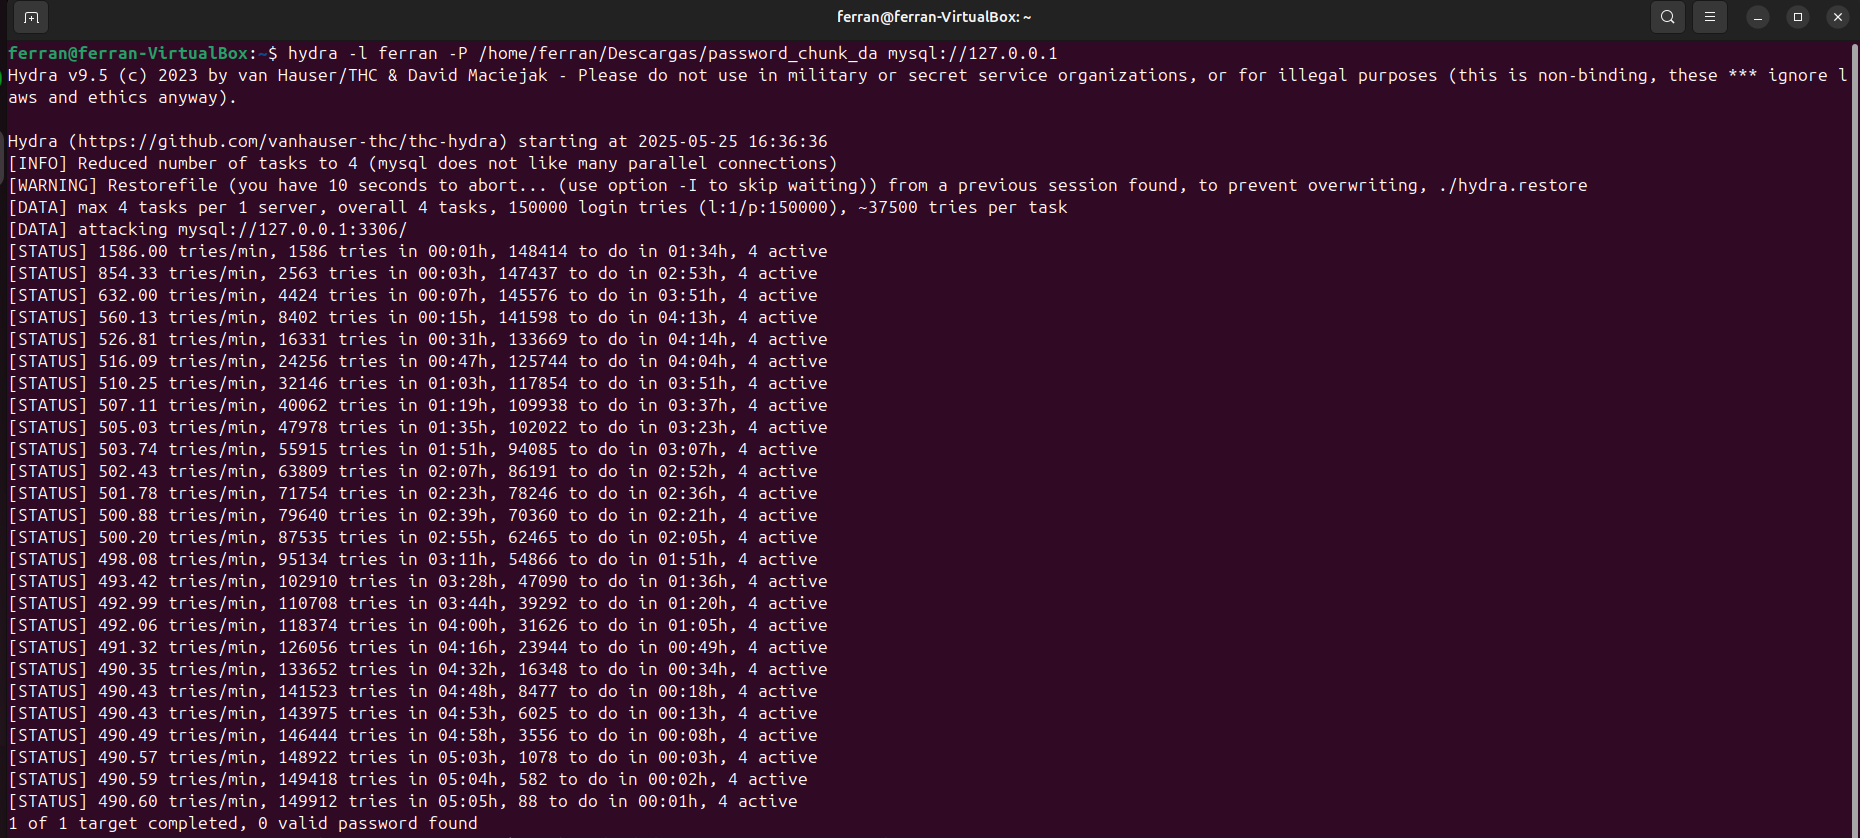 ferran@ferran-VirtualBox: ~
ferran@ferran-VirtualBox:~$ hydra -l ferran -P /home/ferran/Descargas/password_chunk_da mysql://127.0.0.1
Hydra v9.5 (c) 2023 by van Hauser/THC & David Maciejak - Please do not use in military or secret service organizations, or for illegal purposes (this is non-binding, these *** ignore l
aws and ethics anyway).
Hydra (https://github.com/vanhauser-thc/thc-hydra) starting at 2025-05-25 16:36:36
[INFO] Reduced number of tasks to 4 (mysql does not like many parallel connections)
[WARNING] Restorefile (you have 10 seconds to abort... (use option -I to skip waiting)) from a previous session found, to prevent overwriting, ./hydra.restore
[DATA] max 4 tasks per 1 server, overall 4 tasks, 150000 login tries (l:1/p:150000), ~37500 tries per task
[DATA] attacking mysql://127.0.0.1:3306/
[STATUS] 1586.00 tries/min, 1586 tries in 00:01h, 148414 to do in 01:34h, 4 active
[STATUS] 854.33 tries/min, 2563 tries in 00:03h, 147437 to do in 02:53h, 4 active
[STATUS] 632.00 tries/min, 4424 tries in 00:07h, 145576 to do in 03:51h, 4 active
[STATUS] 560.13 tries/min, 8402 tries in 00:15h, 141598 to do in 04:13h, 4 active
[STATUS] 526.81 tries/min, 16331 tries in 00:31h, 133669 to do in 04:14h, 4 active
[STATUS] 516.09 tries/min, 24256 tries in 00:47h, 125744 to do in 04:04h, 4 active
[STATUS] 510.25 tries/min, 32146 tries in 01:03h, 117854 to do in 03:51h, 4 active
[STATUS] 507.11 tries/min, 40062 tries in 01:19h, 109938 to do in 03:37h, 4 active
[STATUS] 505.03 tries/min, 47978 tries in 01:35h, 102022 to do in 03:23h, 4 active
[STATUS] 503.74 tries/min, 55915 tries in 01:51h, 94085 to do in 03:07h, 4 active
[STATUS] 502.43 tries/min, 63809 tries in 02:07h, 86191 to do in 02:52h, 4 active
[STATUS] 501.78 tries/min, 71754 tries in 02:23h, 78246 to do in 02:36h, 4 active
[STATUS] 500.88 tries/min, 79640 tries in 02:39h, 70360 to do in 02:21h, 4 active
[STATUS] 500.20 tries/min, 87535 tries in 02:55h, 62465 to do in 02:05h, 4 active
[STATUS] 498.08 tries/min, 95134 tries in 03:11h, 54866 to do in 01:51h, 4 active
[STATUS] 493.42 tries/min, 102910 tries in 03:28h, 47090 to do in 01:36h, 4 active
[STATUS] 492.99 tries/min, 110708 tries in 03:44h, 39292 to do in 01:20h, 4 active
[STATUS] 492.06 tries/min, 118374 tries in 04:00h, 31626 to do in 01:05h, 4 active
[STATUS] 491.32 tries/min, 126056 tries in 04:16h, 23944 to do in 00:49h, 4 active
[STATUS] 490.35 tries/min, 133652 tries in 04:32h, 16348 to do in 00:34h, 4 active
[STATUS] 490.43 tries/min, 141523 tries in 04:48h, 8477 to do in 00:18h, 4 active
[STATUS] 490.43 tries/min, 143975 tries in 04:53h, 6025 to do in 00:13h, 4 active
[STATUS] 490.49 tries/min, 146444 tries in 04:58h, 3556 to do in 00:08h, 4 active
[STATUS] 490.57 tries/min, 148922 tries in 05:03h, 1078 to do in 00:03h, 4 active
[STATUS] 490.59 tries/min, 149418 tries in 05:04h, 582 to do in 00:02h, 4 active
[STATUS] 490.60 tries/min, 149912 tries in 05:05h, 88 to do in 00:01h, 4 active
1 of 1 target completed, 0 valid password found